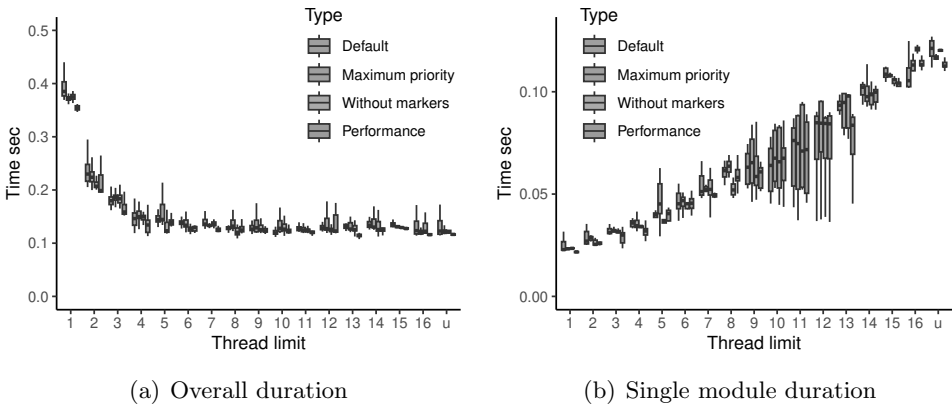 Type
Default
Maximum priority
Without markers
Performance
Time sec
0.5
0.4
0.3
0.2
0.1
0.0
1 2 3 4 5 6 7 8 9 10 11 12 13 14 15 16 u
Thread limit
(a) Overall duration
Type
Default
Maximum priority
Without markers
Performance
Time sec
0.10
0.05
0.00
1 2 3 4 5 6 7 8 9 10 11 12 13 14 15 16 u
Thread limit
(b) Single module duration